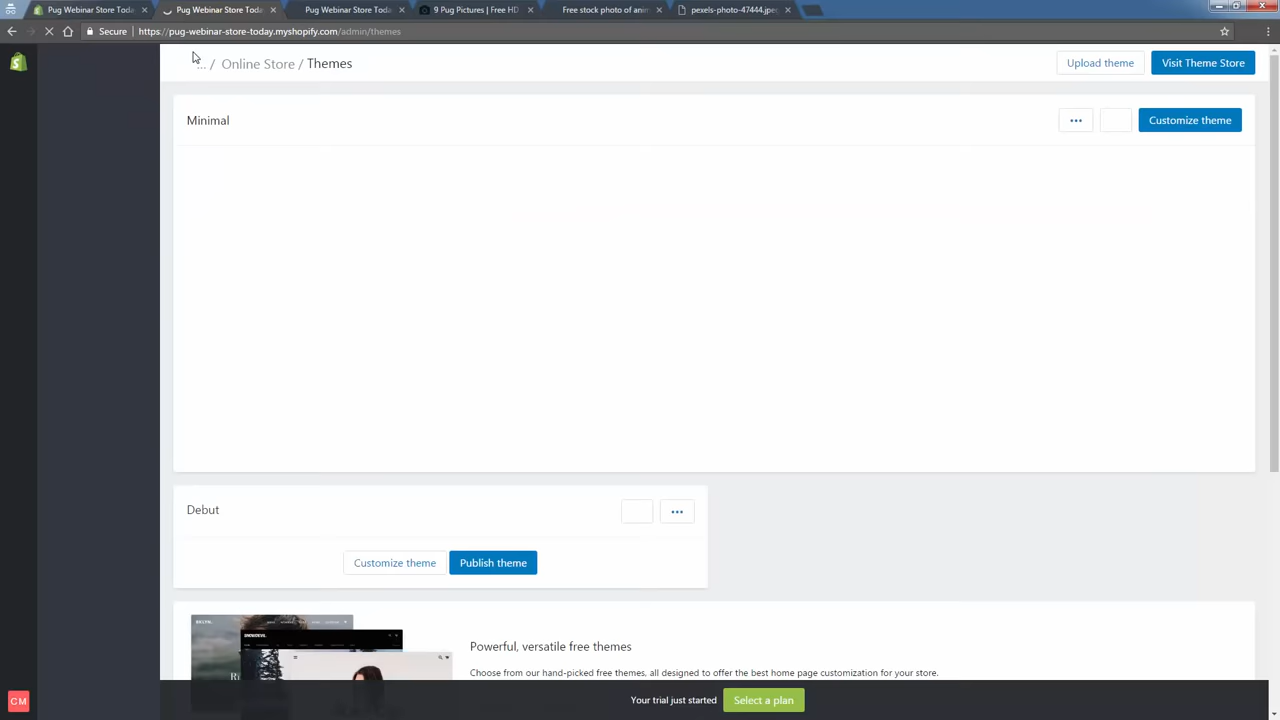 Pug Webinar Store Toda
Pug Webinar Store Toda
Pug Webinar Store Toda
9 Pug Pictures | Free HD
Free stock photo of anim
pexels-photo-47444.jpeg
Secure
https://pug-webinar-store-today.myshopify.com/admin/themes
... / Online Store / Themes
Upload theme
Visit Theme Store
Minimal
Customize theme
Debut
Customize theme
Publish theme
Powerful, versatile free themes
Choose from our hand-picked free themes, all designed to offer the best home page customization for your store.
Your trial just started
Select a plan
CM